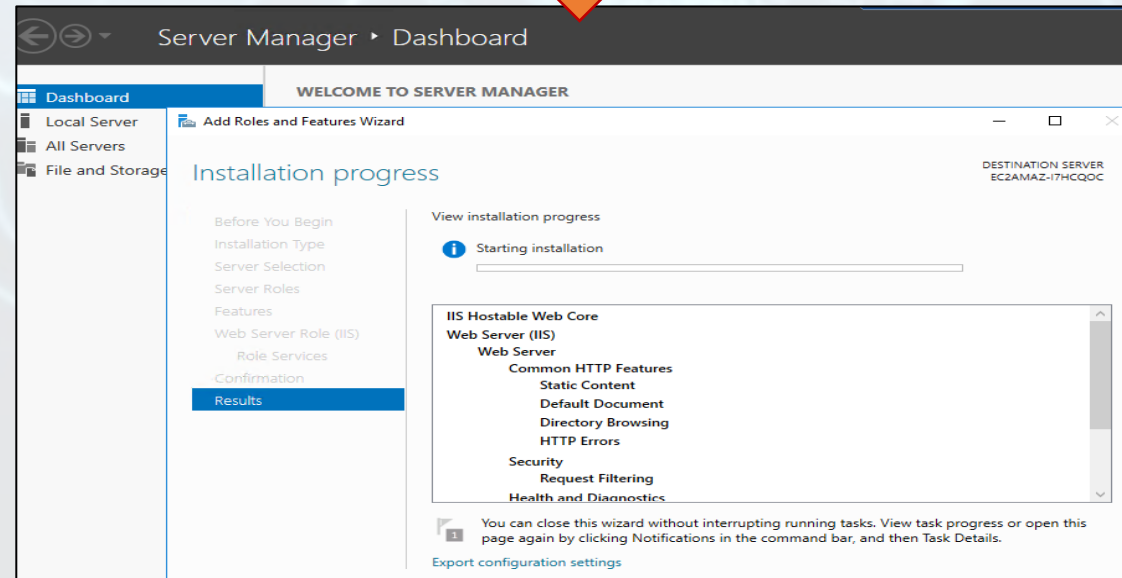 Server Manager ‣ Dashboard
WELCOME TO SERVER MANAGER
Dashboard
Local Server
All Servers
File and Storage
Add Roles and Features Wizard
Installation progress
DESTINATION SERVER
EC2AMAZ-I7HCQOC
Before You Begin
Installation Type
Server Selection
Server Roles
Features
Web Server Role (IIS)
Role Services
Confirmation
Results
View installation progress
Starting installation
IIS Hostable Web Core
Web Server (IIS)
Web Server
Common HTTP Features
Static Content
Default Document
Directory Browsing
HTTP Errors
Security
Request Filtering
Health and Diagnostics
1
You can close this wizard without interrupting running tasks. View task progress or open this
page again by clicking Notifications in the command bar, and then Task Details.
Export configuration settings